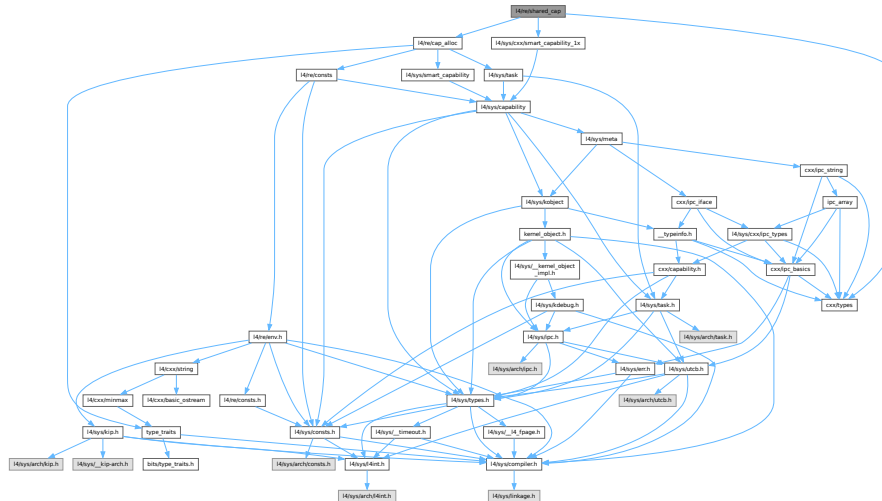 l4/re/shared_cap
l4/re/cap_alloc
l4/sys/cxx/smart_capability_1x
l4/re/consts
l4/sys/smart_capability
l4/sys/task
l4/sys/capability
l4/sys/meta
cxx/ipc_string
l4/sys/kobject
cxx/ipc_iface
ipc_array
kernel_object.h
__typeinfo.h
l4/sys/cxx/ipc_types
l4/sys/__kernel_object
_impl.h
cxx/capability.h
cxx/ipc_basics
l4/sys/kdebug.h
l4/sys/task.h
cxx/types
l4/re/env.h
l4/sys/ipc.h
l4/sys/arch/task.h
l4/cxx/string
l4/sys/arch/ipc.h
l4/sys/err.h
l4/sys/utcb.h
l4/cxx/minmax
l4/cxx/basic_ostream
l4/re/consts.h
l4/sys/types.h
l4/sys/arch/utcb.h
l4/sys/kip.h
type_traits
l4/sys/consts.h
l4/sys/__timeout.h
l4/sys/__l4_fpage.h
l4/sys/arch/kip.h
l4/sys/__kip-arch.h
bits/type_traits.h
l4/sys/arch/consts.h
l4/sys/l4int.h
l4/sys/compiler.h
l4/sys/arch/l4int.h
l4/sys/linkage.h